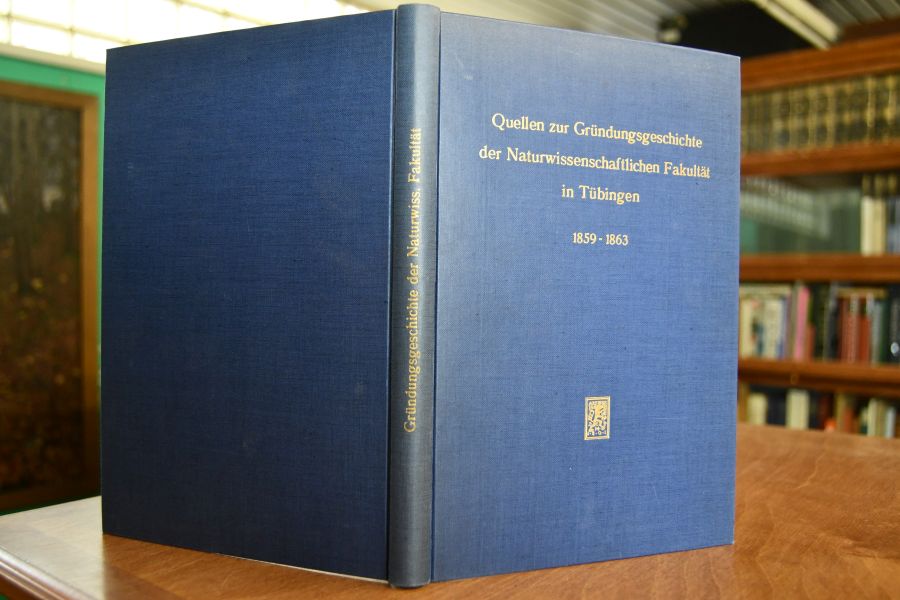 Gründungsgeschichte der Naturwiss. Fakultät
Quellen zur Gründungsgeschichte
der Naturwissenschaftlichen Fakultät
in Tübingen
1859 - 1863